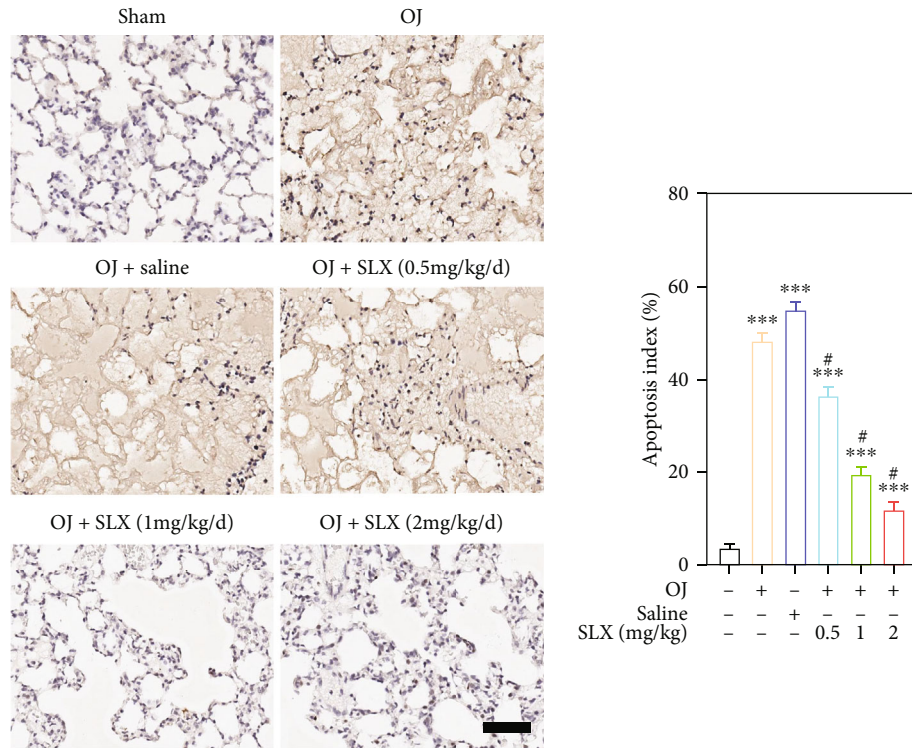 Sham
OJ
OJ + saline
OJ + SLX (0.5mg/kg/d)
OJ + SLX (1mg/kg/d)
OJ + SLX (2mg/kg/d)
Apoptosis index (%)
80
60
40
20
0
***
***
#
***
#
***
#
***
OJ – + – + + +
Saline – – + – – –
SLX (mg/kg) – – – 0.5 1 2